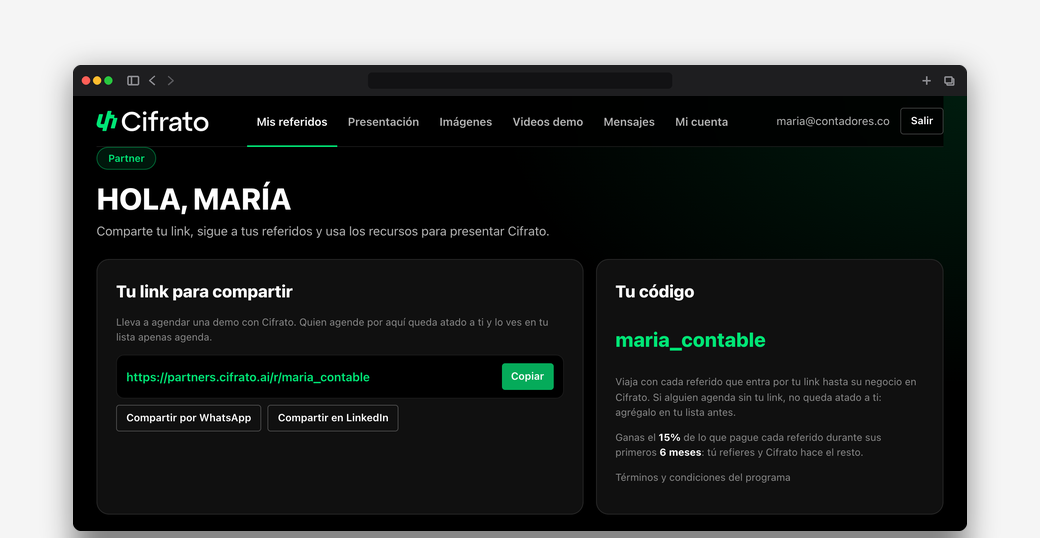 Cifrato
Mis referidos
Presentación
Imágenes
Videos demo
Mensajes
Mi cuenta
maria@contadores.co
Salir
Partner
HOLA, MARÍA
Comparte tu link, sigue a tus referidos y usa los recursos para presentar Cifrato.
Tu link para compartir
Lleva a agendar una demo con Cifrato. Quien agende por aquí queda atado a ti y lo ves en tu
lista apenas agenda.
https://partners.cifrato.ai/r/maria_contable
Copiar
Compartir por WhatsApp
Compartir en LinkedIn
Tu código
maria_contable
Viaja con cada referido que entra por tu link hasta su negocio en
Cifrato. Si alguien agenda sin tu link, no queda atado a ti:
agrégalo en tu lista antes.
Ganas el 15% de lo que pague cada referido durante sus
primeros 6 meses: tú refieres y Cifrato hace el resto.
Términos y condiciones del programa